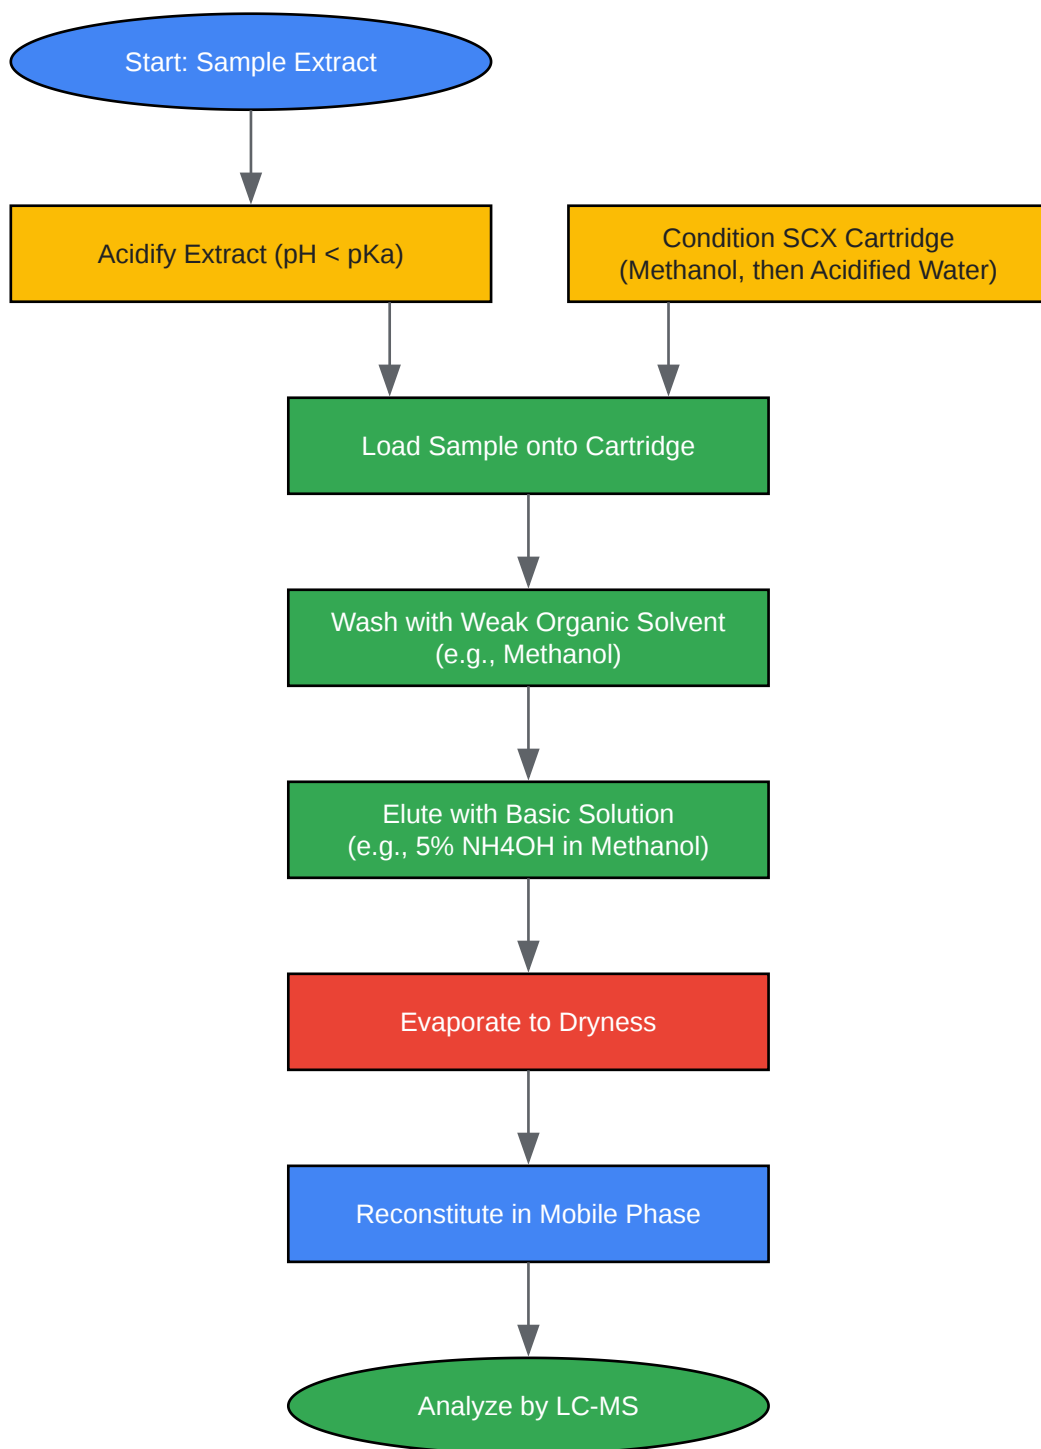 Start: Sample Extract
Acidify Extract (pH < pKa)
Condition SCX Cartridge
(Methanol, then Acidified Water)
Load Sample onto Cartridge
Wash with Weak Organic Solvent
(e.g., Methanol)
Elute with Basic Solution
(e.g., 5% NH4OH in Methanol)
Evaporate to Dryness
Reconstitute in Mobile Phase
Analyze by LC-MS